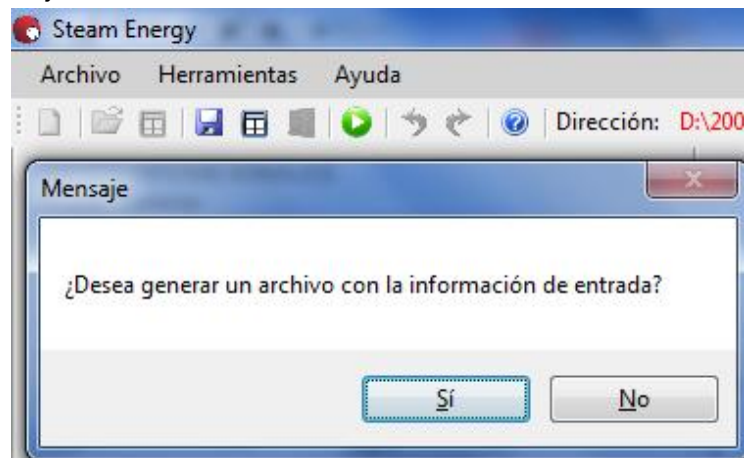 Steam Energy
Archivo Herramientas Ayuda
Dirección: D:\200
Mensaje
¿Desea generar un archivo con la información de entrada?
Sí No